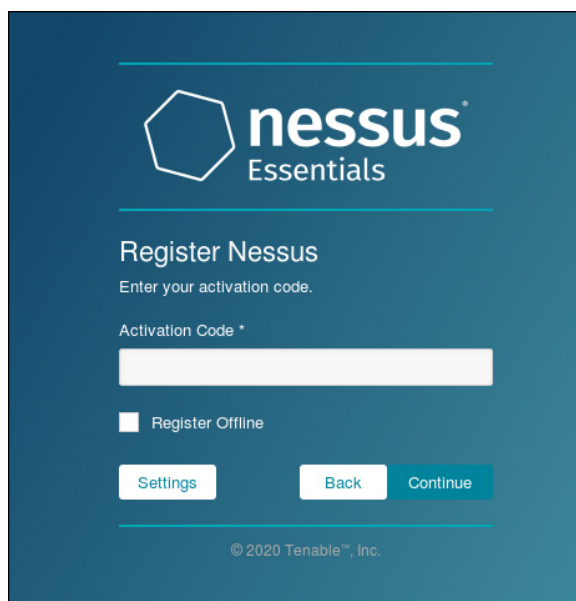 nessus®
Essentials
Register Nessus
Enter your activation code.
Activation Code *
Register Offline
Settings Back Continue
© 2020 Tenable™, Inc.